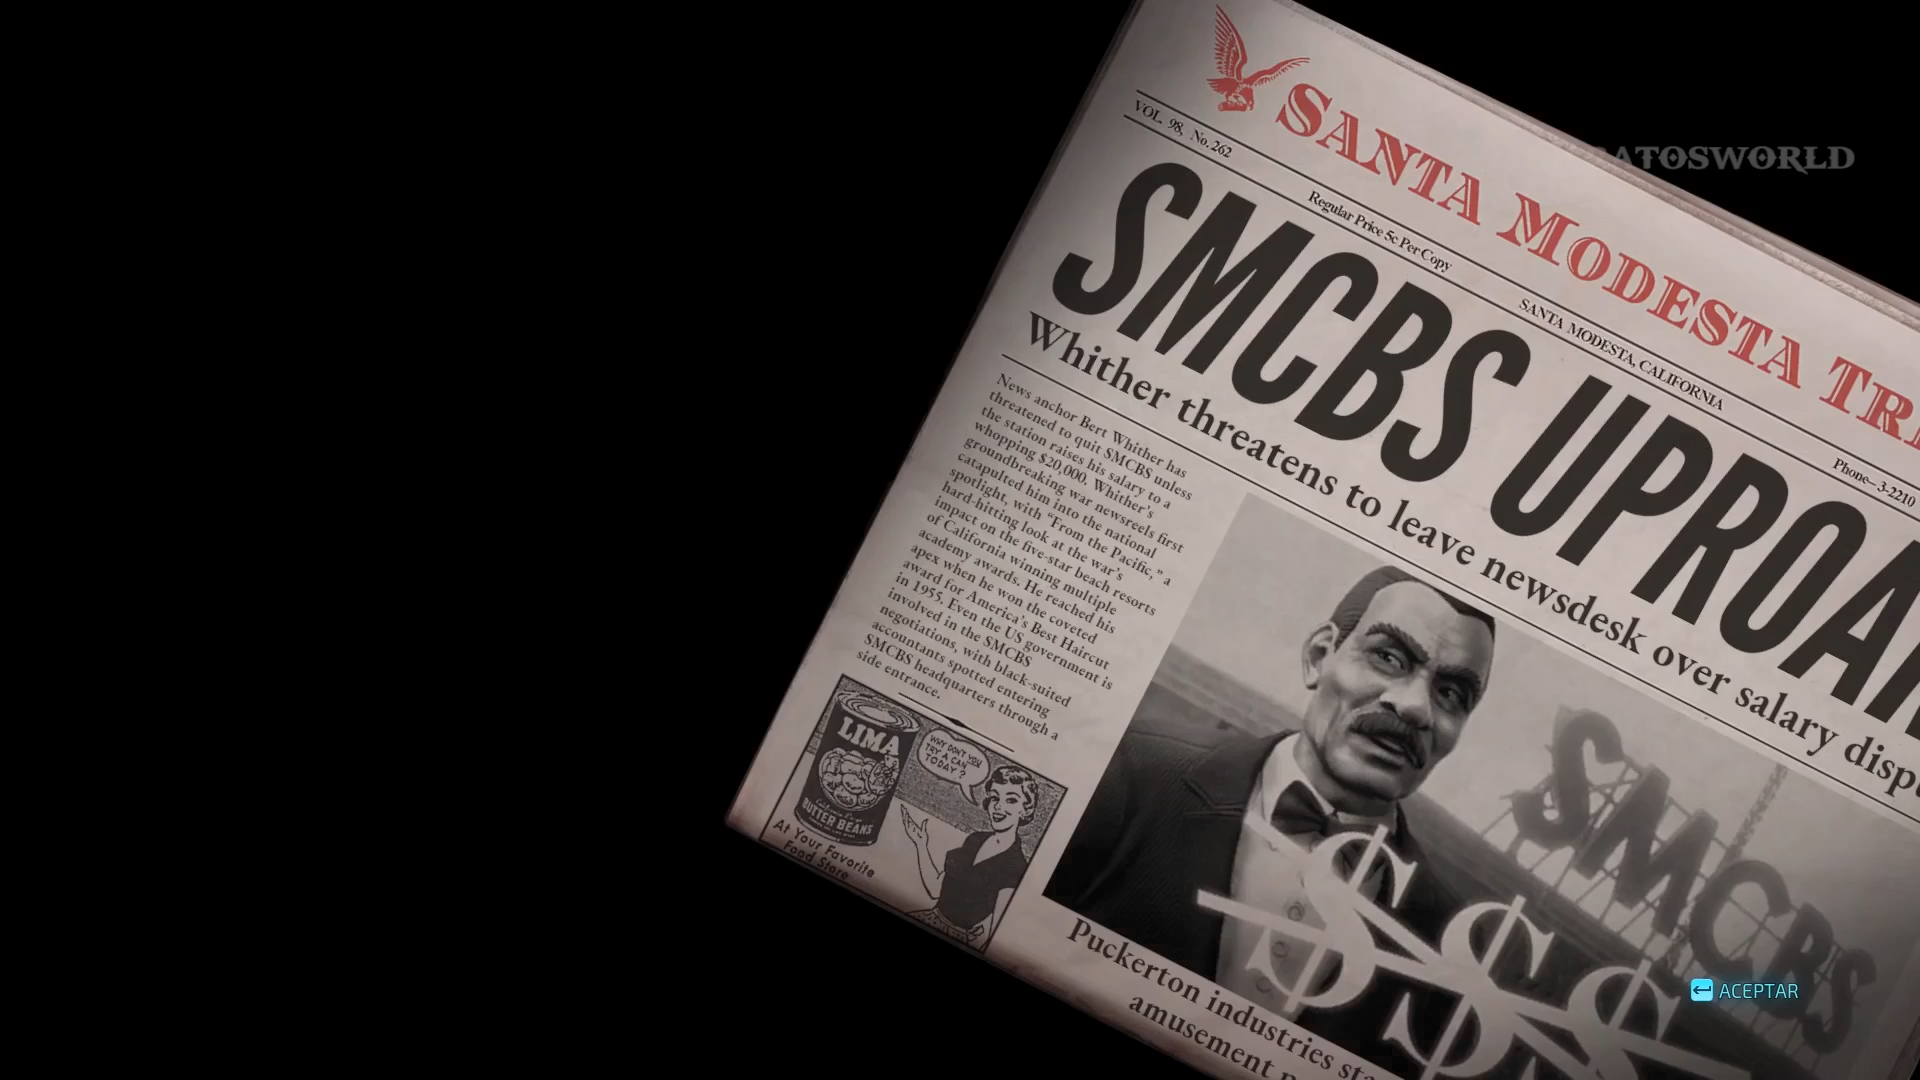 SANTA MODESTA
VOL. 98, No. 262
Regular Price 5c Per Copy
SANTA MODESTA, CALIFORNIA
Phone– 3-2210
SMCBS
Whither threatens to leave newsdesk over salary
News anchor Bert Whither has
threatened to quit SMCBS unless
the station raises his salary to a
whopping $20,000. Whither's
groundbreaking war newsreels first
catapulted him into the national
spotlight, with “From the Pacific,” a
hard-hitting look at the war's
impact on the five-star beach resorts
of California winning multiple
academy awards. He reached his
apex when he won the coveted
award for America's Best Haircut
in 1955. Even the US government is
involved in the SMCBS
negotiations, with black-suited
accountants spotted entering
SMCBS headquarters through a
side entrance.
LIMA
BUTTER BEANS
WHY DON'T YOU
TRY A CAN
TODAY?
At Your Favorite
Food Store
SMCBS
$$$
Puckerton industries
amusement
ACEPTAR